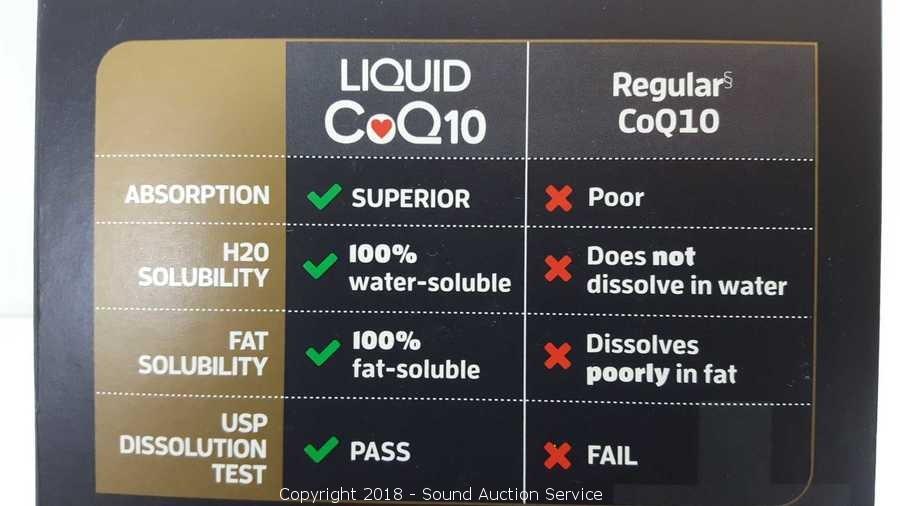 LIQUID
CoQ10
Regular§
CoQ10
ABSORPTION
SUPERIOR
Poor
H2O
SOLUBILITY
100%
water-soluble
Does not
dissolve in water
FAT
SOLUBILITY
100%
fat-soluble
Dissolves
poorly in fat
USP
DISSOLUTION
TEST
PASS
FAIL
Copyright 2018 - Sound Auction Service